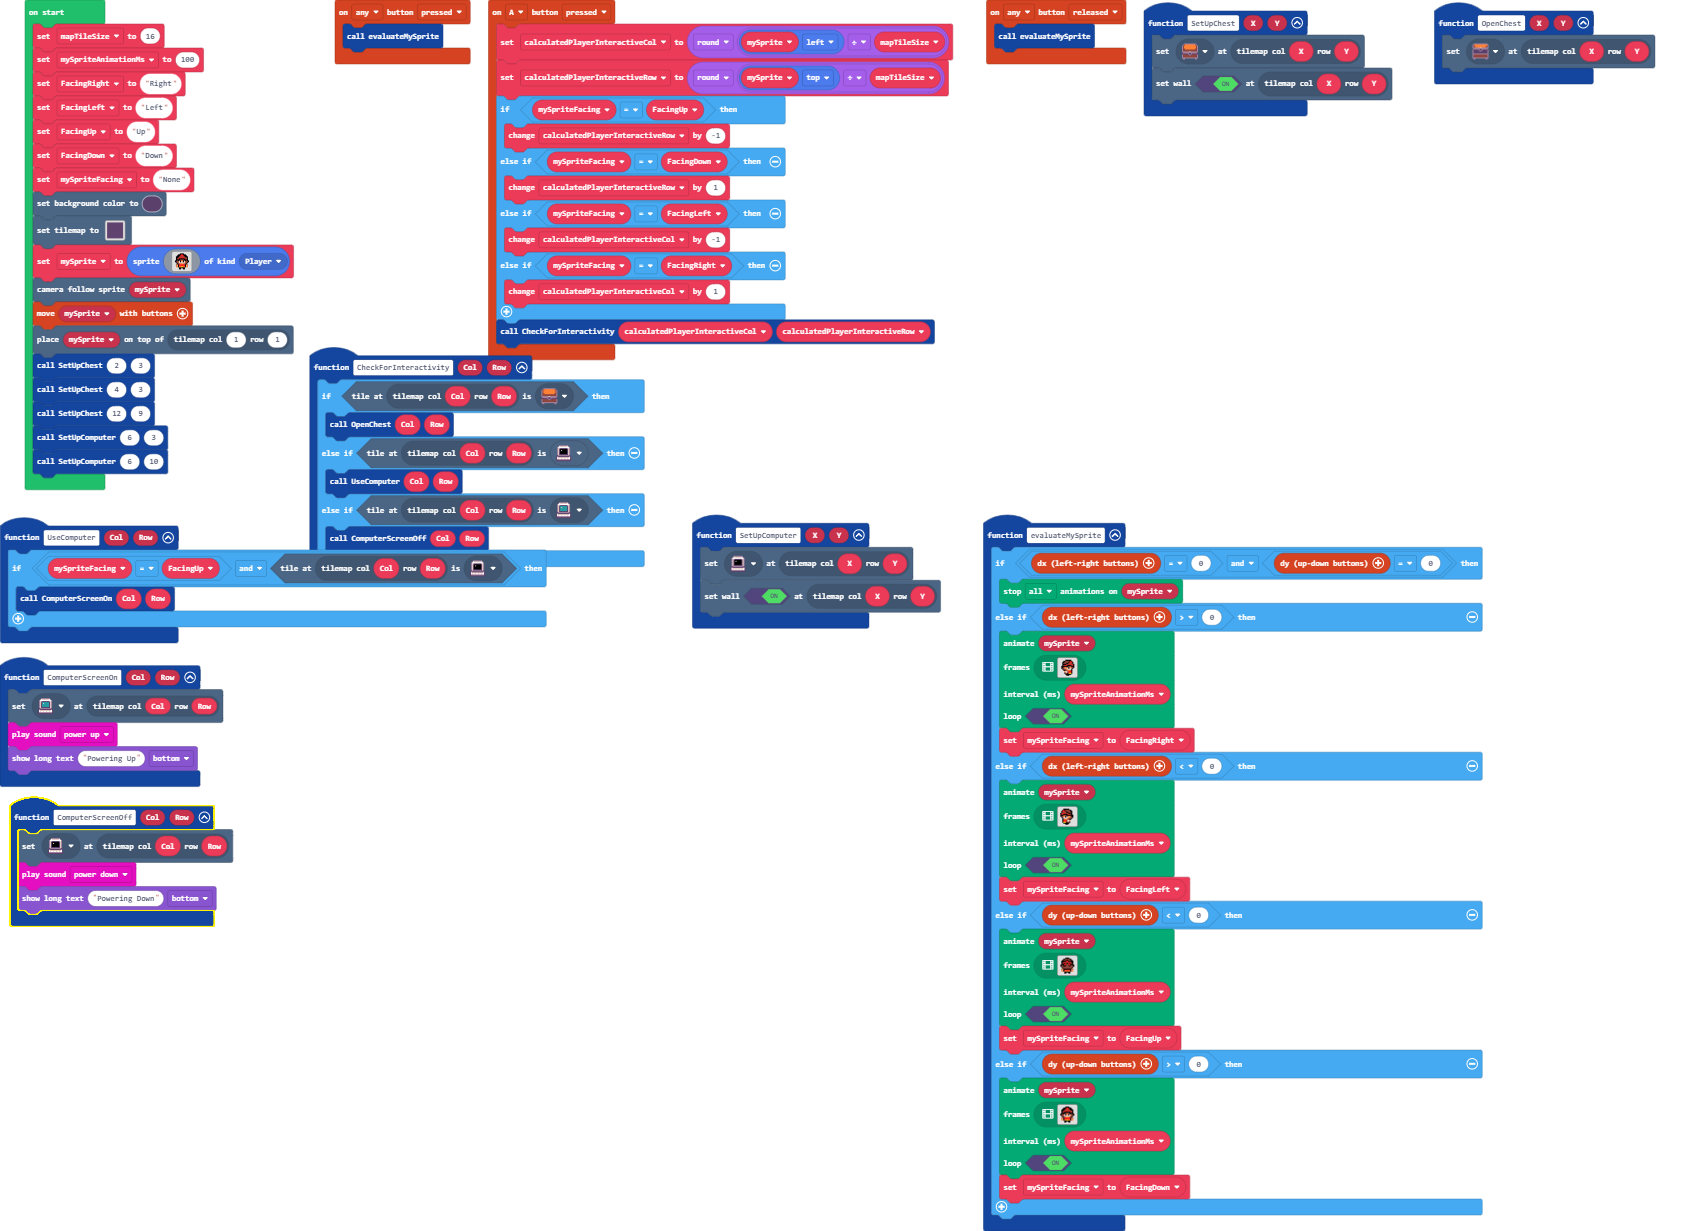 on start
set mapTileSize to 16
set mySpriteAnimationMs to 100
set FacingRight to "Right"
set FacingLeft to "Left"
set FacingUp to "Up"
set FacingDown to "Down"
set mySpriteFacing to "None"
set background color to
set tilemap to
set mySprite to sprite of kind Player
camera follow sprite mySprite
move mySprite with buttons
place mySprite on top of tilemap col 1 row 1
call SetUpChest 2 3
call SetUpChest 4 3
call SetUpChest 12 9
call SetUpComputer 6 3
call SetUpComputer 6 10
on any button pressed
call evaluateMySprite
on A button pressed
set calculatedPlayerInteractiveCol to round mySprite left ÷ mapTileSize
set calculatedPlayerInteractiveRow to round mySprite top ÷ mapTileSize
if mySpriteFacing = FacingUp then
change calculatedPlayerInteractiveRow by -1
else if mySpriteFacing = FacingDown then
change calculatedPlayerInteractiveRow by 1
else if mySpriteFacing = FacingLeft then
change calculatedPlayerInteractiveCol by -1
else if mySpriteFacing = FacingRight then
change calculatedPlayerInteractiveCol by 1
call CheckForInteractivity calculatedPlayerInteractiveCol calculatedPlayerInteractiveRow
on any button released
call evaluateMySprite
function SetUpChest X Y
set at tilemap col X row Y
set wall ON at tilemap col X row Y
function OpenChest X Y
set at tilemap col X row Y
function CheckForInteractivity Col Row
if tile at tilemap col Col row Row is then
call OpenChest Col Row
else if tile at tilemap col Col row Row is then
call UseComputer Col Row
else if tile at tilemap col Col row Row is then
call ComputerScreenOff Col Row
function UseComputer Col Row
if mySpriteFacing = FacingUp and tile at tilemap col Col row Row is then
call ComputerScreenOn Col Row
function ComputerScreenOn Col Row
set at tilemap col Col row Row
play sound power up
show long text "Powering Up" bottom
function ComputerScreenOff Col Row
set at tilemap col Col row Row
play sound power down
show long text "Powering Down" bottom
function SetUpComputer X Y
set at tilemap col X row Y
set wall ON at tilemap col X row Y
function evaluateMySprite
if dx (left-right buttons) = 0 and dy (up-down buttons) = 0 then
stop all animations on mySprite
else if dx (left-right buttons) > 0 then
animate mySprite
frames
interval (ms) mySpriteAnimationMs
loop ON
set mySpriteFacing to FacingRight
else if dx (left-right buttons) < 0 then
animate mySprite
frames
interval (ms) mySpriteAnimationMs
loop ON
set mySpriteFacing to FacingLeft
else if dy (up-down buttons) < 0 then
animate mySprite
frames
interval (ms) mySpriteAnimationMs
loop ON
set mySpriteFacing to FacingUp
else if dy (up-down buttons) > 0 then
animate mySprite
frames
interval (ms) mySpriteAnimationMs
loop ON
set mySpriteFacing to FacingDown